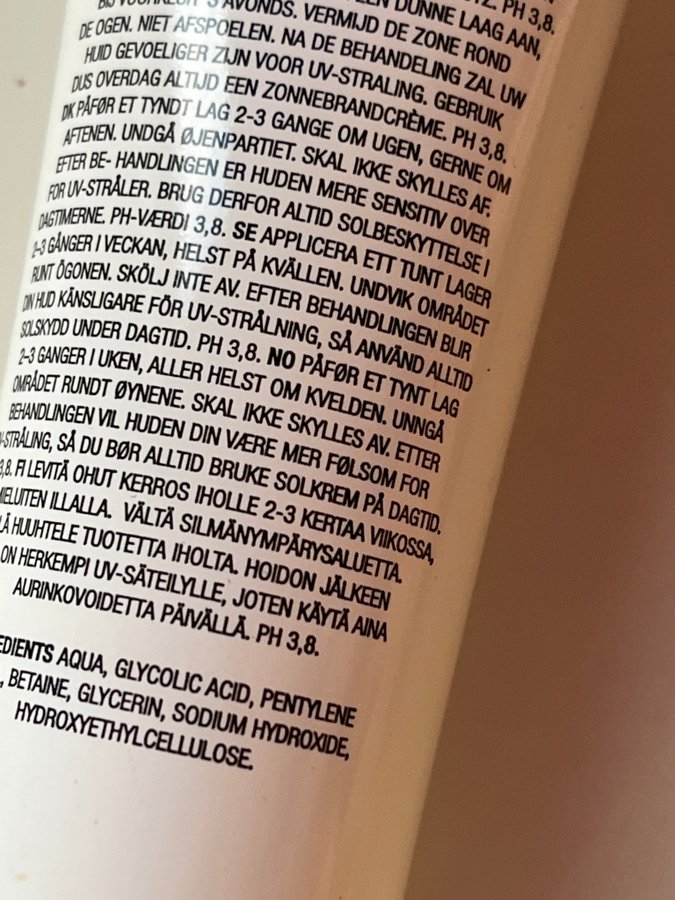 DUNNE LAAG AAN, PH 3,8.
S AVONDS. VERMIJD DE ZONE ROND
DE OGEN. NIET AFSPOELEN. NA DE BEHANDELING ZAL UW
HUID GEVOELIGER ZIJN VOOR UV-STRALING. GEBRUIK
DUS OVERDAG ALTIJD EEN ZONNEBRANDCRÈME. PH 3,8.
DK PÅFØR ET TYNDT LAG 2-3 GANGE OM UGEN, GERNE OM
AFTENEN. UNDGÅ ØJENPARTIET. SKAL IKKE SKYLLES AF.
EFTER BE- HANDLINGEN ER HUDEN MERE SENSITIV OVER
FOR UV-STRÅLER. BRUG DERFOR ALTID SOLBESKYTTELSE I
DAGTIMERNE. PH-VÆRDI 3,8. SE APPLICERA ETT TUNT LAGER
2-3 GÅNGER I VECKAN, HELST PÅ KVÄLLEN. UNDVIK OMRÅDET
RUNT ÖGONEN. SKÖLJ INTE AV. EFTER BEHANDLINGEN BLIR
DIN HUD KÄNSLIGARE FÖR UV-STRÅLNING, SÅ ANVÄND ALLTID
SOLSKYDD UNDER DAGTID. PH 3,8. NO PÅFØR ET TYNT LAG
2-3 GANGER I UKEN, ALLER HELST OM KVELDEN. UNNGÅ
OMRÅDET RUNDT ØYNENE. SKAL IKKE SKYLLES AV. ETTER
BEHANDLINGEN VIL HUDEN DIN VÆRE MER FØLSOM FOR
-STRÅLING, SÅ DU BØR ALLTID BRUKE SOLKREM PÅ DAGTID.
3,8. FI LEVITÄ OHUT KERROS IHOLLE 2-3 KERTAA VIIKOSSA,
MIELUITEN ILLALLA. VÄLTÄ SILMÄNYMPÄRYSALUETTA.
LÄ HUUHTELE TUOTETTA IHOLTA. HOIDON JÄLKEEN
ON HERKEMPI UV-SÄTEILYLLE, JOTEN KÄYTÄ AINA
AURINKOVOIDETTA PÄIVÄLLÄ. PH 3,8.
EDIENTS AQUA, GLYCOLIC ACID, PENTYLENE
, BETAINE, GLYCERIN, SODIUM HYDROXIDE,
HYDROXYETHYLCELLULOSE.